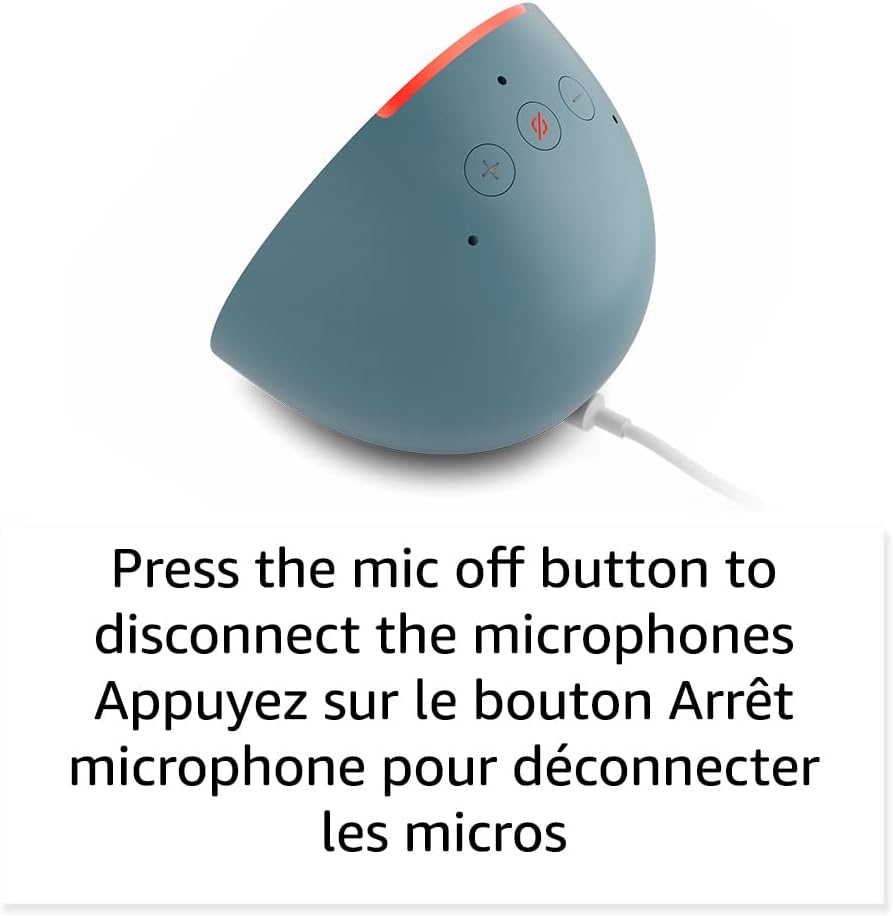 Press the mic off button to
disconnect the microphones
Appuyez sur le bouton Arrêt
microphone pour déconnecter
les micros